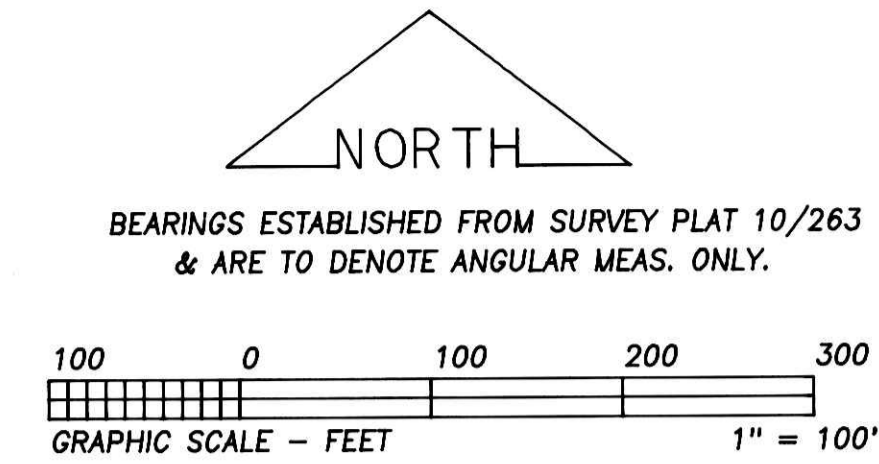 NORTH
BEARINGS ESTABLISHED FROM SURVEY PLAT 10/263
& ARE TO DENOTE ANGULAR MEAS. ONLY.
100 0 100 200 300
GRAPHIC SCALE – FEET 1" = 100'